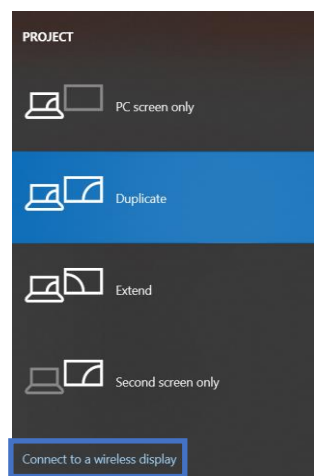 PROJECT
PC screen only
Duplicate
Extend
Second screen only
Connect to a wireless display